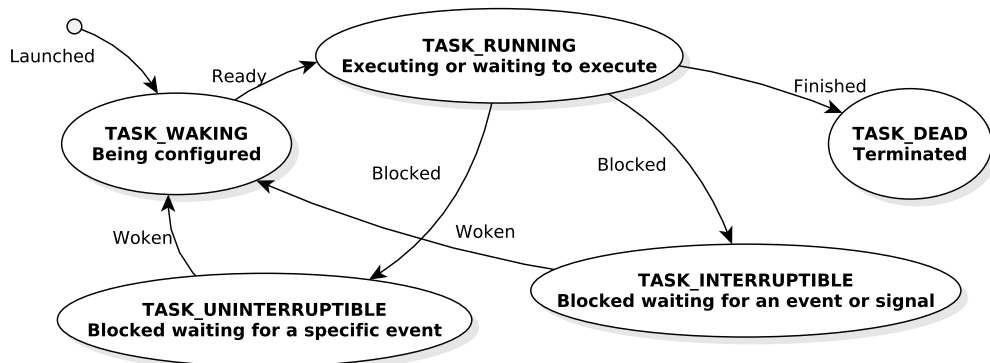 Launched
TASK_RUNNING
Executing or waiting to execute
Ready
Finished
TASK_WAKING
Being configured
TASK_DEAD
Terminated
Blocked
Blocked
Woken
Woken
TASK_UNINTERRUPTIBLE
Blocked waiting for a specific event
TASK_INTERRUPTIBLE
Blocked waiting for an event or signal